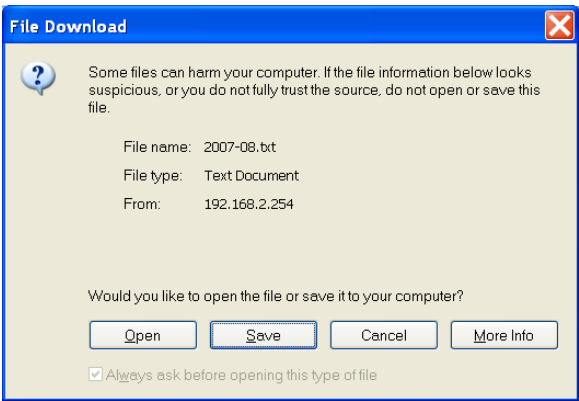 File Download
Some files can harm your computer. If the file information below looks
suspicious, or you do not fully trust the source, do not open or save this
file.
File name: 2007-08.txt
File type: Text Document
From: 192.168.2.254
Would you like to open the file or save it to your computer?
Open Save Cancel More Info
Always ask before opening this type of file